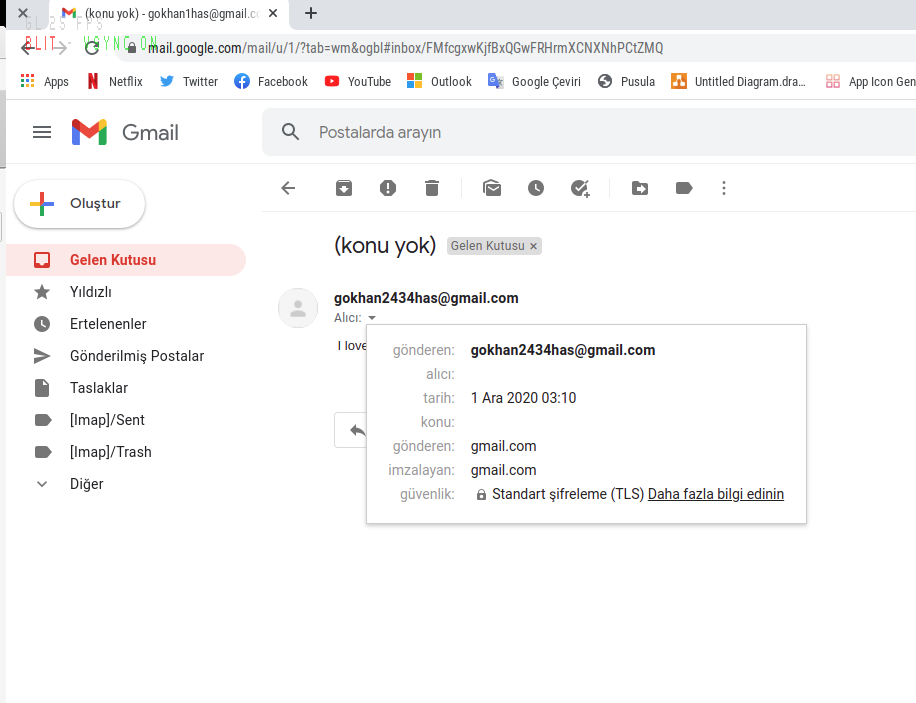 (konu yok) - gokhan1has@gmail.co
GL 25 FPS
BLIT - VSYNC ON
mail.google.com/mail/u/1/?tab=wm&ogbl#inbox/FMfcgxwKjfBxQGwFRHrmXCNXNhPCtZMQ
Apps Netflix Twitter Facebook YouTube Outlook Google Çeviri Pusula Untitled Diagram.dra... App Icon Gen
Gmail
Postalarda arayın
Oluştur
(konu yok) Gelen Kutusu ×
Gelen Kutusu
Yıldızlı
Ertelenenler
Gönderilmiş Postalar
Taslaklar
[Imap]/Sent
[Imap]/Trash
Diğer
gokhan2434has@gmail.com
Alıcı:
I love
gönderen: gokhan2434has@gmail.com
alıcı:
tarih: 1 Ara 2020 03:10
konu:
gönderen: gmail.com
imzalayan: gmail.com
güvenlik: Standart şifreleme (TLS) Daha fazla bilgi edinin